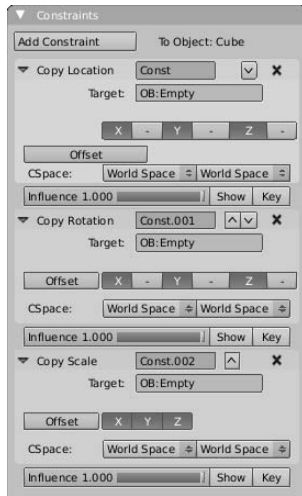 Constraints
Add Constraint To Object: Cube
Copy Location Const
Target: OB:Empty
X - Y - Z -
Offset
CSpace: World Space World Space
Influence 1.000 Show Key
Copy Rotation Const.001
Target: OB:Empty
Offset X - Y - Z -
CSpace: World Space World Space
Influence 1.000 Show Key
Copy Scale Const.002
Target: OB:Empty
Offset X Y Z
CSpace: World Space World Space
Influence 1.000 Show Key